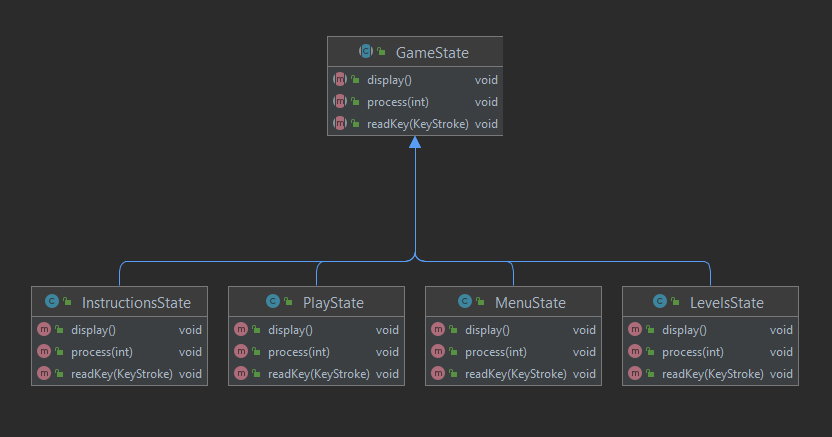 GameState
display() void
process(int) void
readKey(KeyStroke) void
InstructionsState
display() void
process(int) void
readKey(KeyStroke) void
PlayState
display() void
process(int) void
readKey(KeyStroke) void
MenuState
display() void
process(int) void
readKey(KeyStroke) void
LevelsState
display() void
process(int) void
readKey(KeyStroke) void